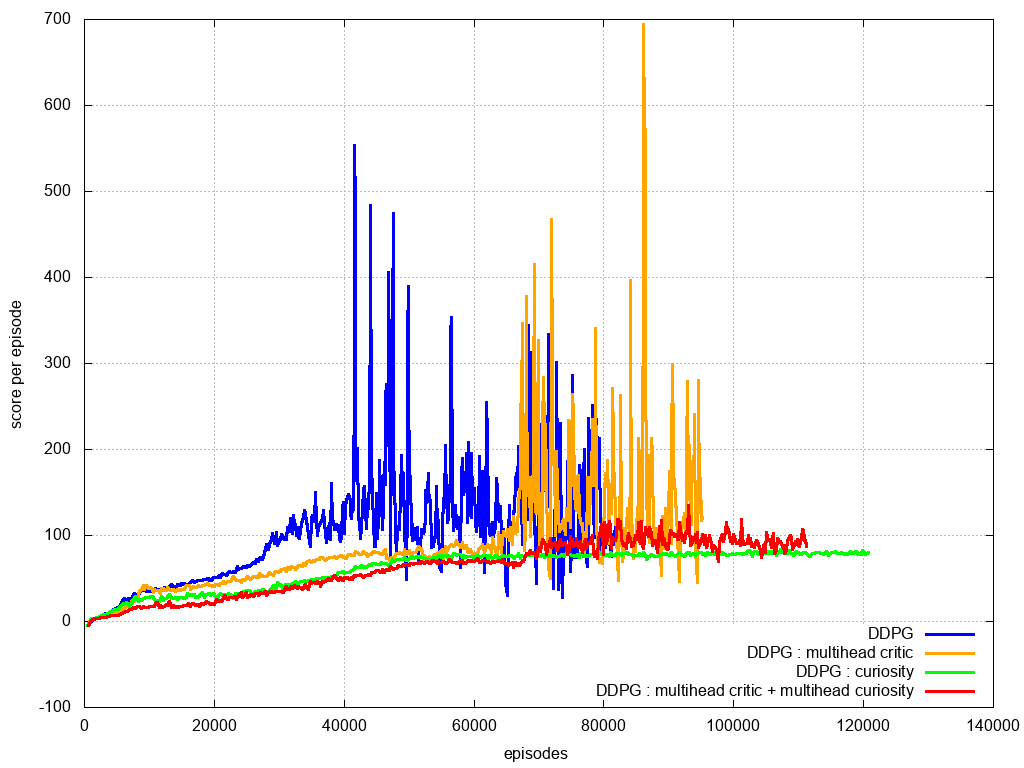 700
600
500
400
300
200
100
0
-100
score per episode
DDPG
DDPG : multihead critic
DDPG : curiosity
DDPG : multihead critic + multihead curiosity
0 20000 40000 60000 80000 100000 120000 140000
episodes